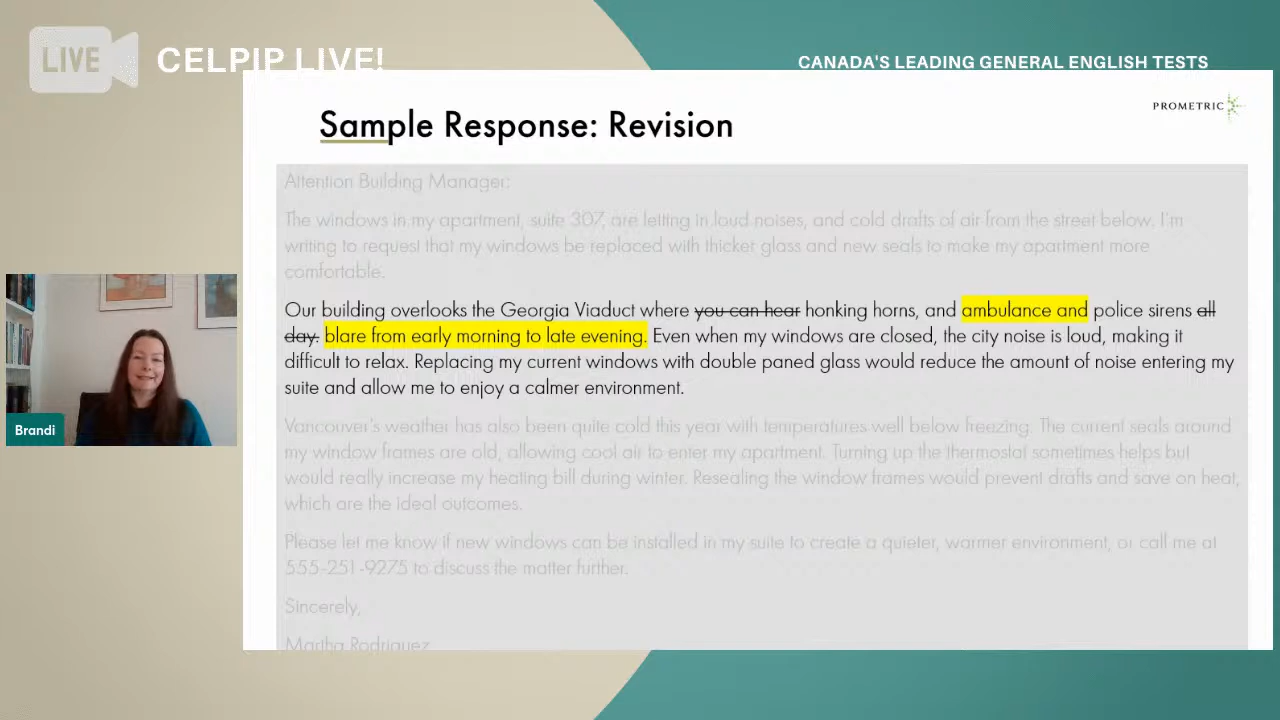 LIVE
CELPIP LIVE!
CANADA'S LEADING GENERAL ENGLISH TESTS
PROMETRIC
Sample Response: Revision
Attention Building Manager:
The windows in my apartment, suite 307, are letting in loud noises, and cold drafts of air from the street below. I'm
writing to request that my windows be replaced with thicker glass and new seals to make my apartment more
comfortable.
Our building overlooks the Georgia Viaduct where you can hear honking horns, and ambulance and police sirens all
day. blare from early morning to late evening. Even when my windows are closed, the city noise is loud, making it
difficult to relax. Replacing my current windows with double paned glass would reduce the amount of noise entering my
suite and allow me to enjoy a calmer environment.
Vancouver's weather has also been quite cold this year with temperatures well below freezing. The current seals around
my window frames are old, allowing cool air to enter my apartment. Turning up the thermostat sometimes helps but
would really increase my heating bill during winter. Resealing the window frames would prevent drafts and save on heat,
which are the ideal outcomes.
Please let me know if new windows can be installed in my suite to create a quieter, warmer environment, or call me at
555-251-9275 to discuss the matter further.
Sincerely,
Martha Rodriguez
Brandi